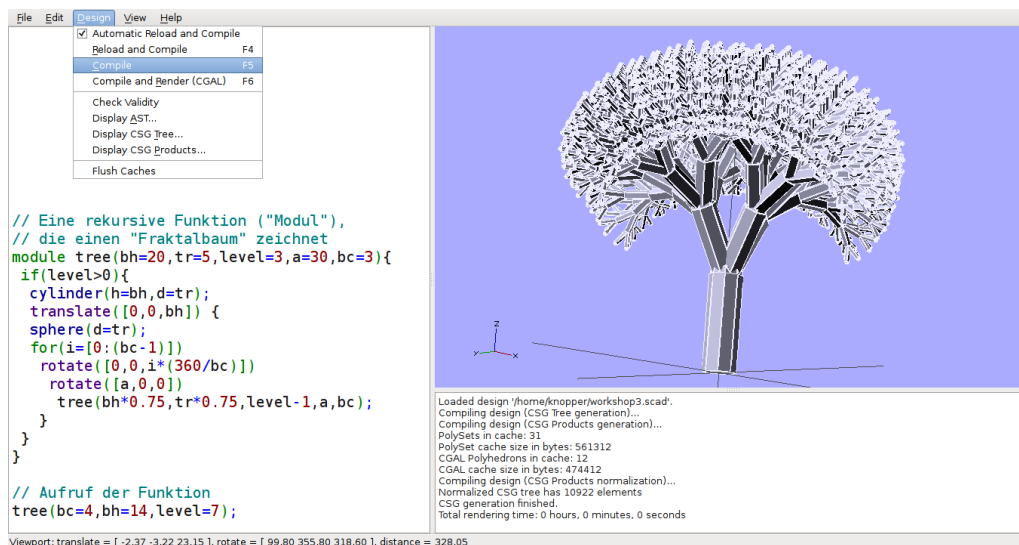 File Edit Design View Help
Automatic Reload and Compile
Reload and Compile F4
Compile F5
Compile and Render (CGAL) F6
Check Validity
Display AST...
Display CSG Tree...
Display CSG Products...
Flush Caches
// Eine rekursive Funktion ("Modul"),
// die einen "Fraktalbaum" zeichnet
module tree(bh=20,tr=5,level=3,a=30,bc=3){
if(level>0){
cylinder(h=bh,d=tr);
translate([0,0,bh]) {
sphere(d=tr);
for(i=[0:(bc-1)])
rotate([0,0,i*(360/bc)])
rotate([a,0,0])
tree(bh*0.75,tr*0.75,level-1,a,bc);
}
}
}
// Aufruf der Funktion
tree(bc=4,bh=14,level=7);
z
y
x
Loaded design '/home/knopper/workshop3.scad'.
Compiling design (CSG Tree generation)...
Compiling design (CSG Products generation)...
PolySets in cache: 31
PolySet cache size in bytes: 561312
CGAL Polyhedrons in cache: 12
CGAL cache size in bytes: 474412
Compiling design (CSG Products normalization)...
Normalized CSG tree has 10922 elements
CSG generation finished.
Total rendering time: 0 hours, 0 minutes, 0 seconds
Viewport: translate = [ -2.37 -3.22 23.15 ], rotate = [ 99.80 355.80 318.60 ], distance = 328.05